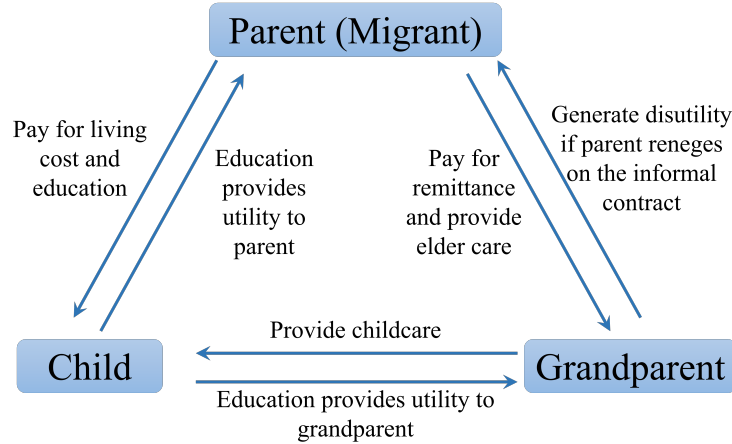 Parent (Migrant)
Pay for living
cost and
education
Education
provides
utility to
parent
Pay for
remittance
and provide
elder care
Generate disutility
if parent reneges
on the informal
contract
Provide childcare
Child
Grandparent
Education provides utility to
grandparent